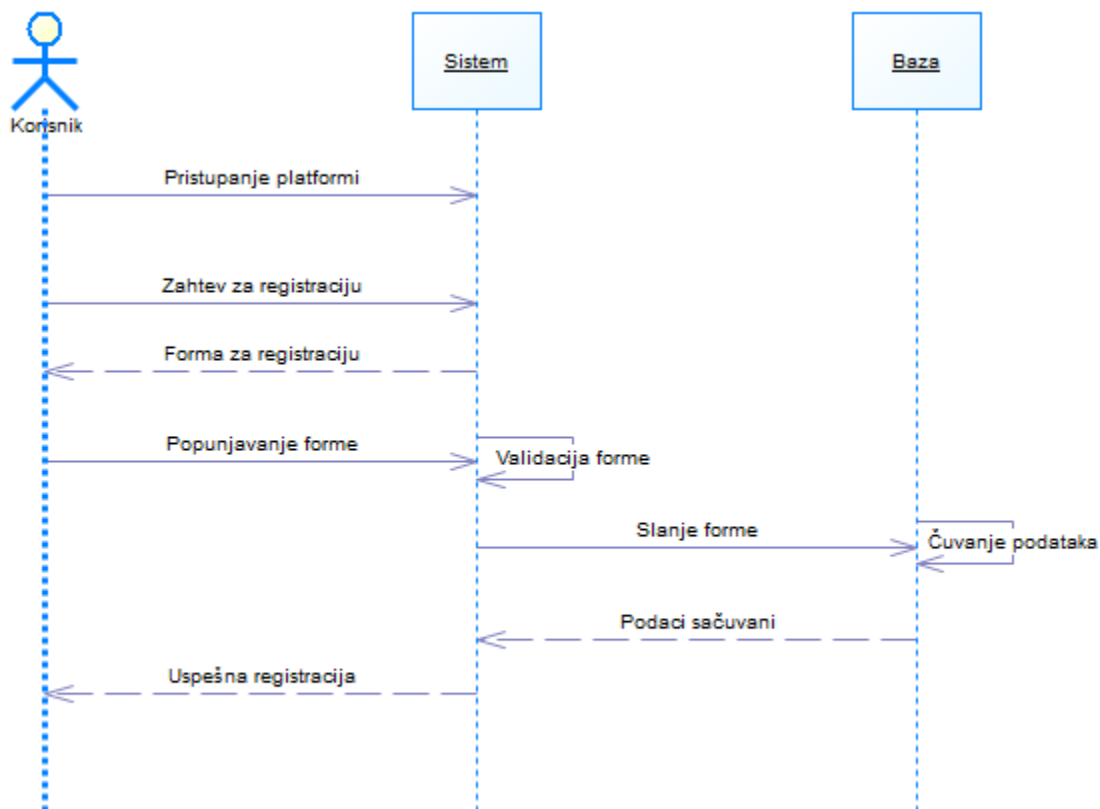 Sistem
Baza
Korisnik
Pristupanje platformi
Zahtev za registraciju
Forma za registraciju
Popunjavanje forme
Validacija forme
Slanje forme
Čuvanje podataka
Podaci sačuvani
Uspešna registracija